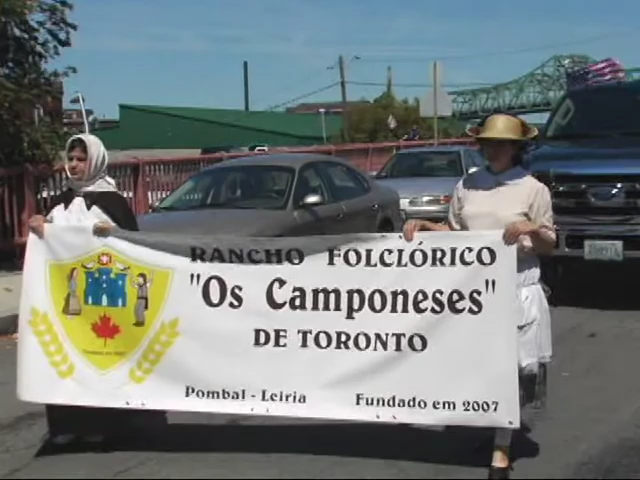 RANCHO FOLCLÓRICO
"Os Camponeses"
DE TORONTO
Pombal - Leiria Fundado em 2007